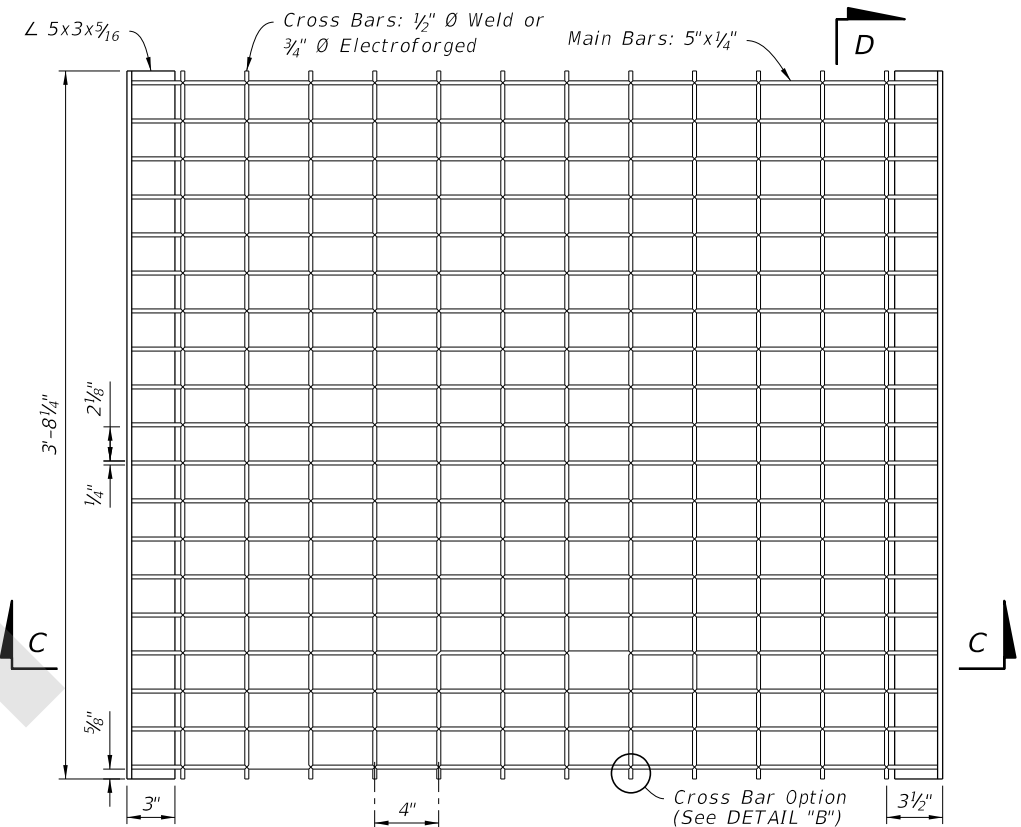 ∠ 5x3x5⁄16
Cross Bars: ½" Ø Weld or
¾" Ø Electroforged
Main Bars: 5"x¼"
D
3'-8¼"
2⅛"
¼"
C
C
⅝"
3"
4"
Cross Bar Option
(See DETAIL "B")
3½"